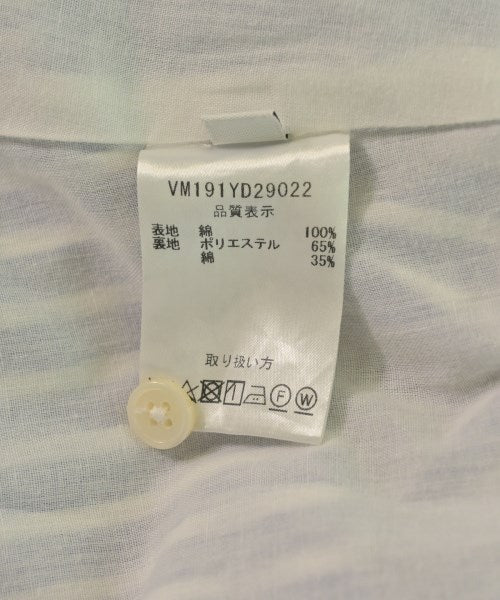 VM191YD29022
品質表示
表地 綿 100%
裏地 ポリエステル 65%
綿 35%
取り扱い方
F W